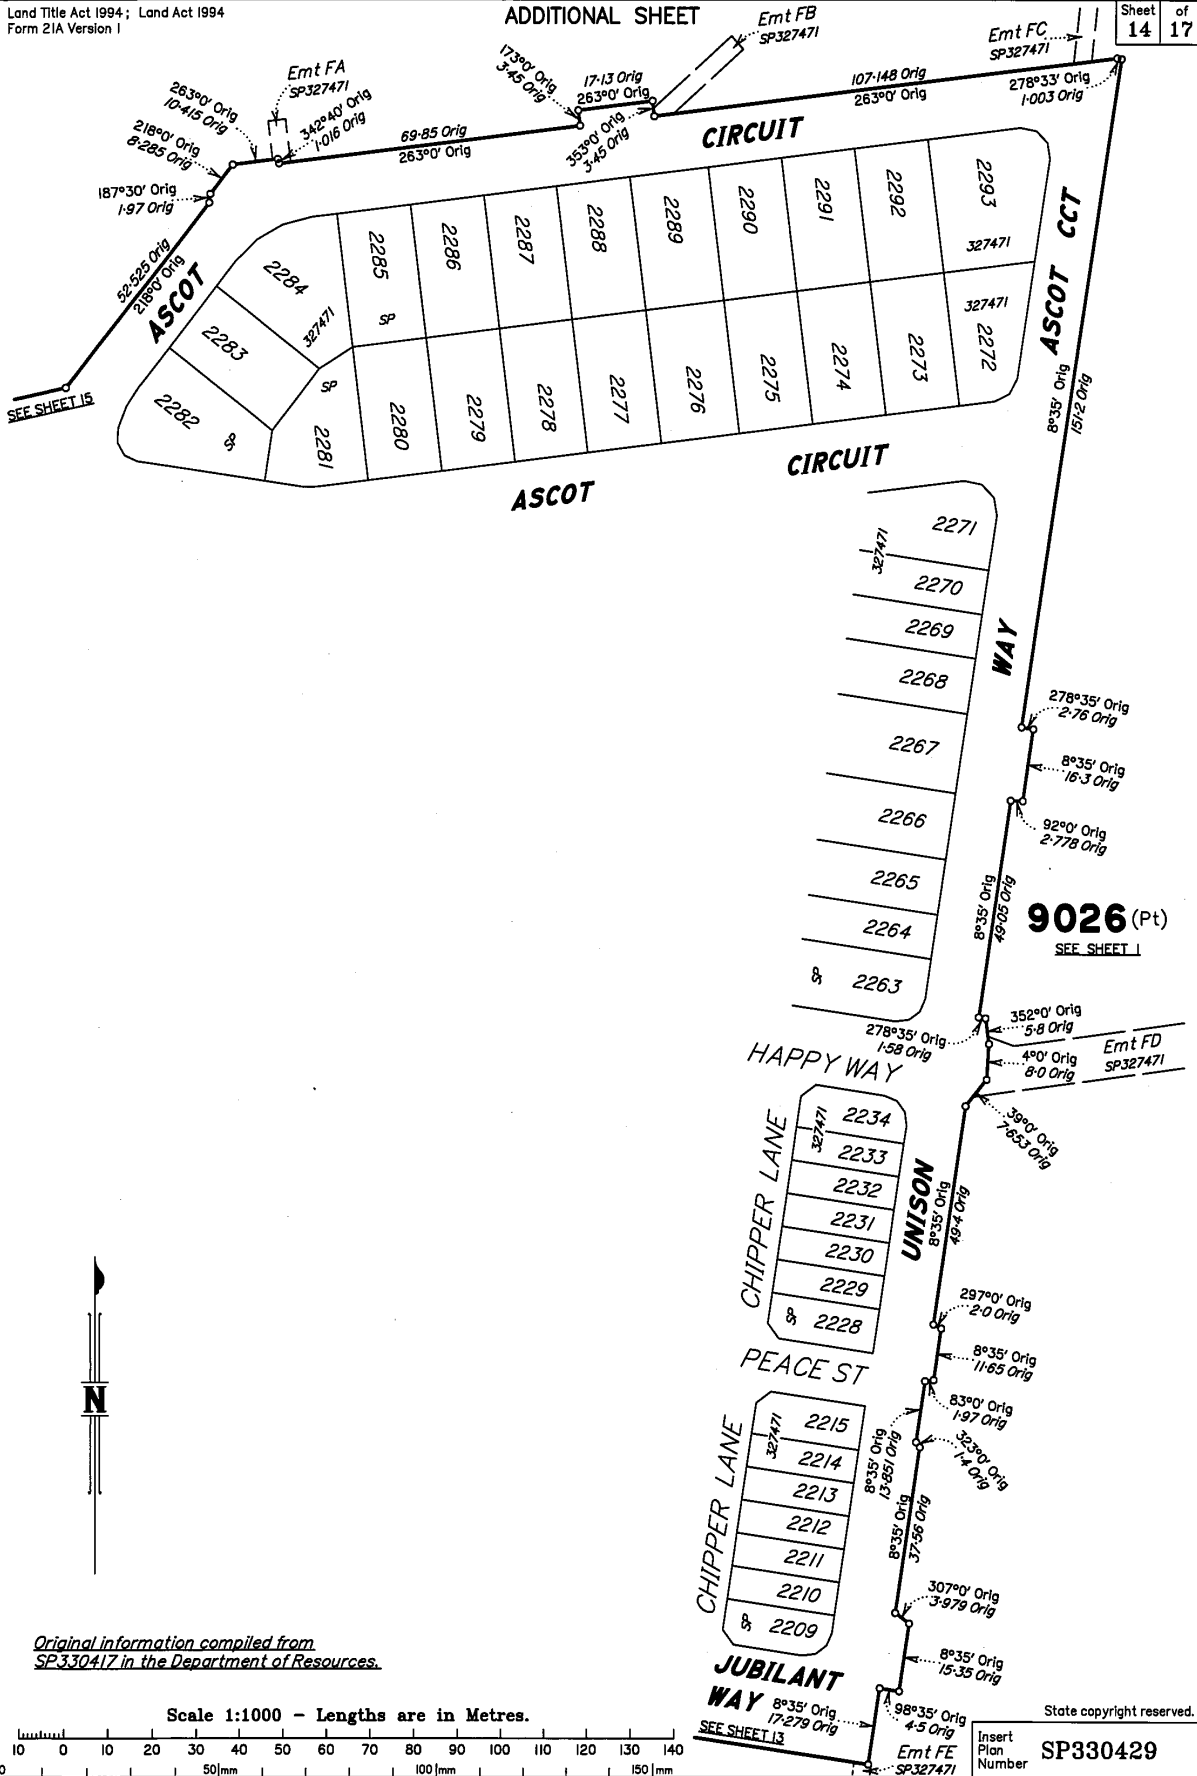 Land Title Act 1994; Land Act 1994
Form 21A Version 1
ADDITIONAL SHEET
Sheet 14 of 17
Emt FA
SP327471
Emt FB
SP327471
Emt FC
SP327471
173°0' Orig
3·45 Orig
17·13 Orig
263°0' Orig
107·148 Orig
263°0' Orig
278°33' Orig
1·003 Orig
263°0' Orig
10·415 Orig
342°40' Orig
1·016 Orig
69·85 Orig
263°0' Orig
353°0' Orig
3·45 Orig
218°0' Orig
8·285 Orig
187°30' Orig
1·97 Orig
52·525 Orig
218°0' Orig
ASCOT
CIRCUIT
SEE SHEET 15
2284
327471
2283
2282
SP
2285
SP
2286
2287
2288
2289
2290
2291
2292
2293
327471
SP
2281
2280
2279
2278
2277
2276
2275
2274
2273
327471
2272
ASCOT CCT
8°35' Orig
151·2 Orig
ASCOT
CIRCUIT
2271
327471
2270
2269
2268
2267
2266
2265
2264
SP
2263
WAY
278°35' Orig
2·76 Orig
8°35' Orig
16·3 Orig
92°0' Orig
2·778 Orig
8°35' Orig
49·05 Orig
9026 (Pt)
SEE SHEET 1
278°35' Orig
1·58 Orig
352°0' Orig
5·8 Orig
4°0' Orig
8·0 Orig
Emt FD
SP327471
39°0' Orig
7·653 Orig
HAPPY WAY
CHIPPER LANE
327471
2234
2233
2232
2231
2230
2229
SP
2228
UNISON
8°35' Orig
49·4 Orig
297°0' Orig
2·0 Orig
8°35' Orig
11·65 Orig
PEACE ST
83°0' Orig
1·97 Orig
323°0' Orig
1·4 Orig
8°35' Orig
13·851 Orig
CHIPPER LANE
327471
2215
2214
2213
2212
2211
2210
SP
2209
8°35' Orig
37·56 Orig
307°0' Orig
3·979 Orig
8°35' Orig
15·35 Orig
98°35' Orig
4·5 Orig
JUBILANT
WAY
8°35' Orig
17·279 Orig
SEE SHEET 13
Emt FE
SP327471
N
Original information compiled from
SP330417 in the Department of Resources.
Scale 1:1000 – Lengths are in Metres.
10 0 10 20 30 40 50 60 70 80 90 100 110 120 130 140
0 50|mm 100|mm 150|mm
State copyright reserved.
Insert
Plan
Number
SP330429